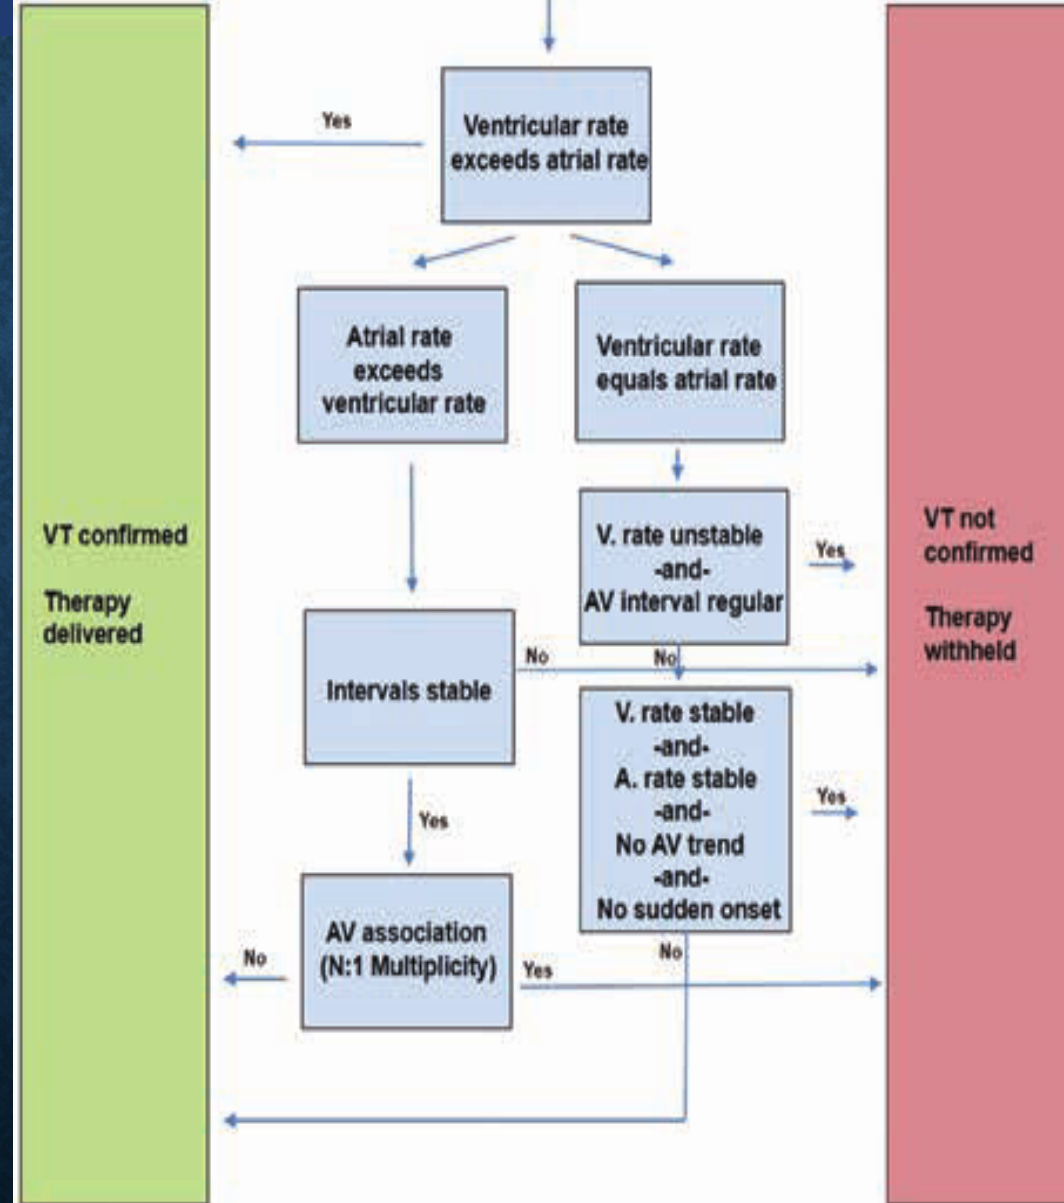 Yes
Ventricular rate
exceeds atrial rate
Atrial rate
exceeds
ventricular rate
Ventricular rate
equals atrial rate
VT confirmed
Therapy
delivered
V. rate unstable
-and-
AV interval regular
Yes
VT not
confirmed
Therapy
withheld
Intervals stable
No
No
V. rate stable
-and-
A. rate stable
-and-
No AV trend
-and-
No sudden onset
Yes
Yes
AV association
(N:1 Multiplicity)
No
Yes
No